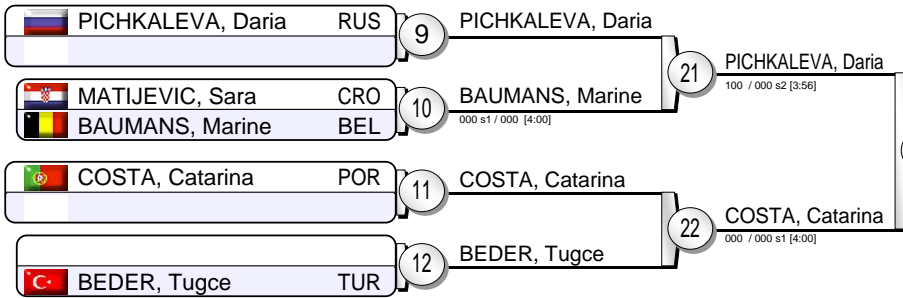 PICHKALEVA, Daria RUS
9
PICHKALEVA, Daria
21
PICHKALEVA, Daria
100 / 000 s2 [3:56]
MATIJEVIC, Sara CRO
BAUMANS, Marine BEL
10
BAUMANS, Marine
000 s1 / 000 [4:00]
COSTA, Catarina POR
11
COSTA, Catarina
22
COSTA, Catarina
000 / 000 s1 [4:00]
BEDER, Tugce TUR
12
BEDER, Tugce